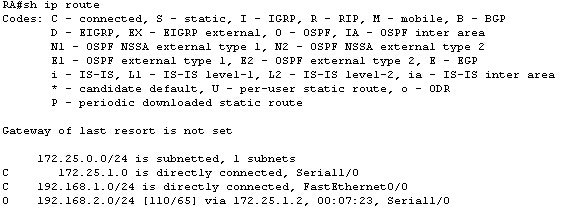 RA#sh ip route
Codes: C - connected, S - static, I - IGRP, R - RIP, M - mobile, B - BGP
D - EIGRP, EX - EIGRP external, O - OSPF, IA - OSPF inter area
N1 - OSPF NSSA external type 1, N2 - OSPF NSSA external type 2
E1 - OSPF external type 1, E2 - OSPF external type 2, E - EGP
i - IS-IS, L1 - IS-IS level-1, L2 - IS-IS level-2, ia - IS-IS inter area
* - candidate default, U - per-user static route, o - ODR
P - periodic downloaded static route
Gateway of last resort is not set
172.25.0.0/24 is subnetted, 1 subnets
C 172.25.1.0 is directly connected, Serial1/0
C 192.168.1.0/24 is directly connected, FastEthernet0/0
O 192.168.2.0/24 [110/65] via 172.25.1.2, 00:07:23, Serial1/0